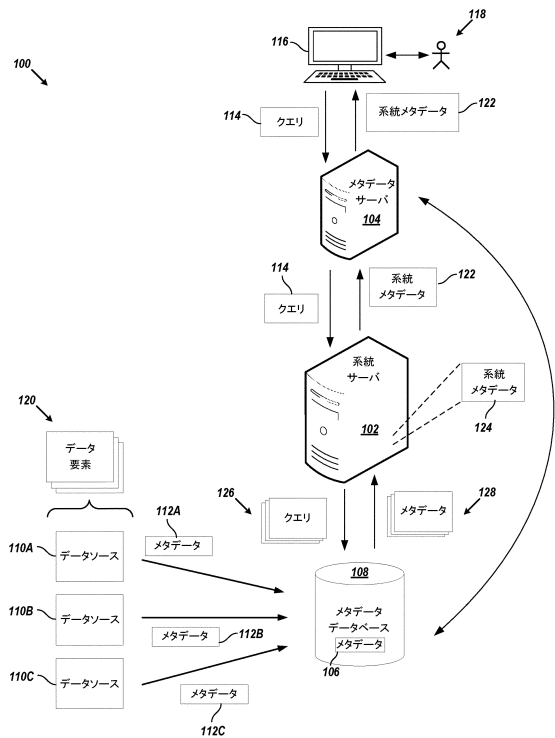 100
116
118
114
クエリ
系統メタデータ
122
メタデータ
サーバ
104
114
クエリ
系統
メタデータ
122
系統
サーバ
102
系統
メタデータ
124
120
データ
要素
126
クエリ
メタデータ
128
110A
データソース
112A
メタデータ
110B
データソース
メタデータ
112B
110C
データソース
メタデータ
112C
108
メタデータ
データベース
メタデータ
106